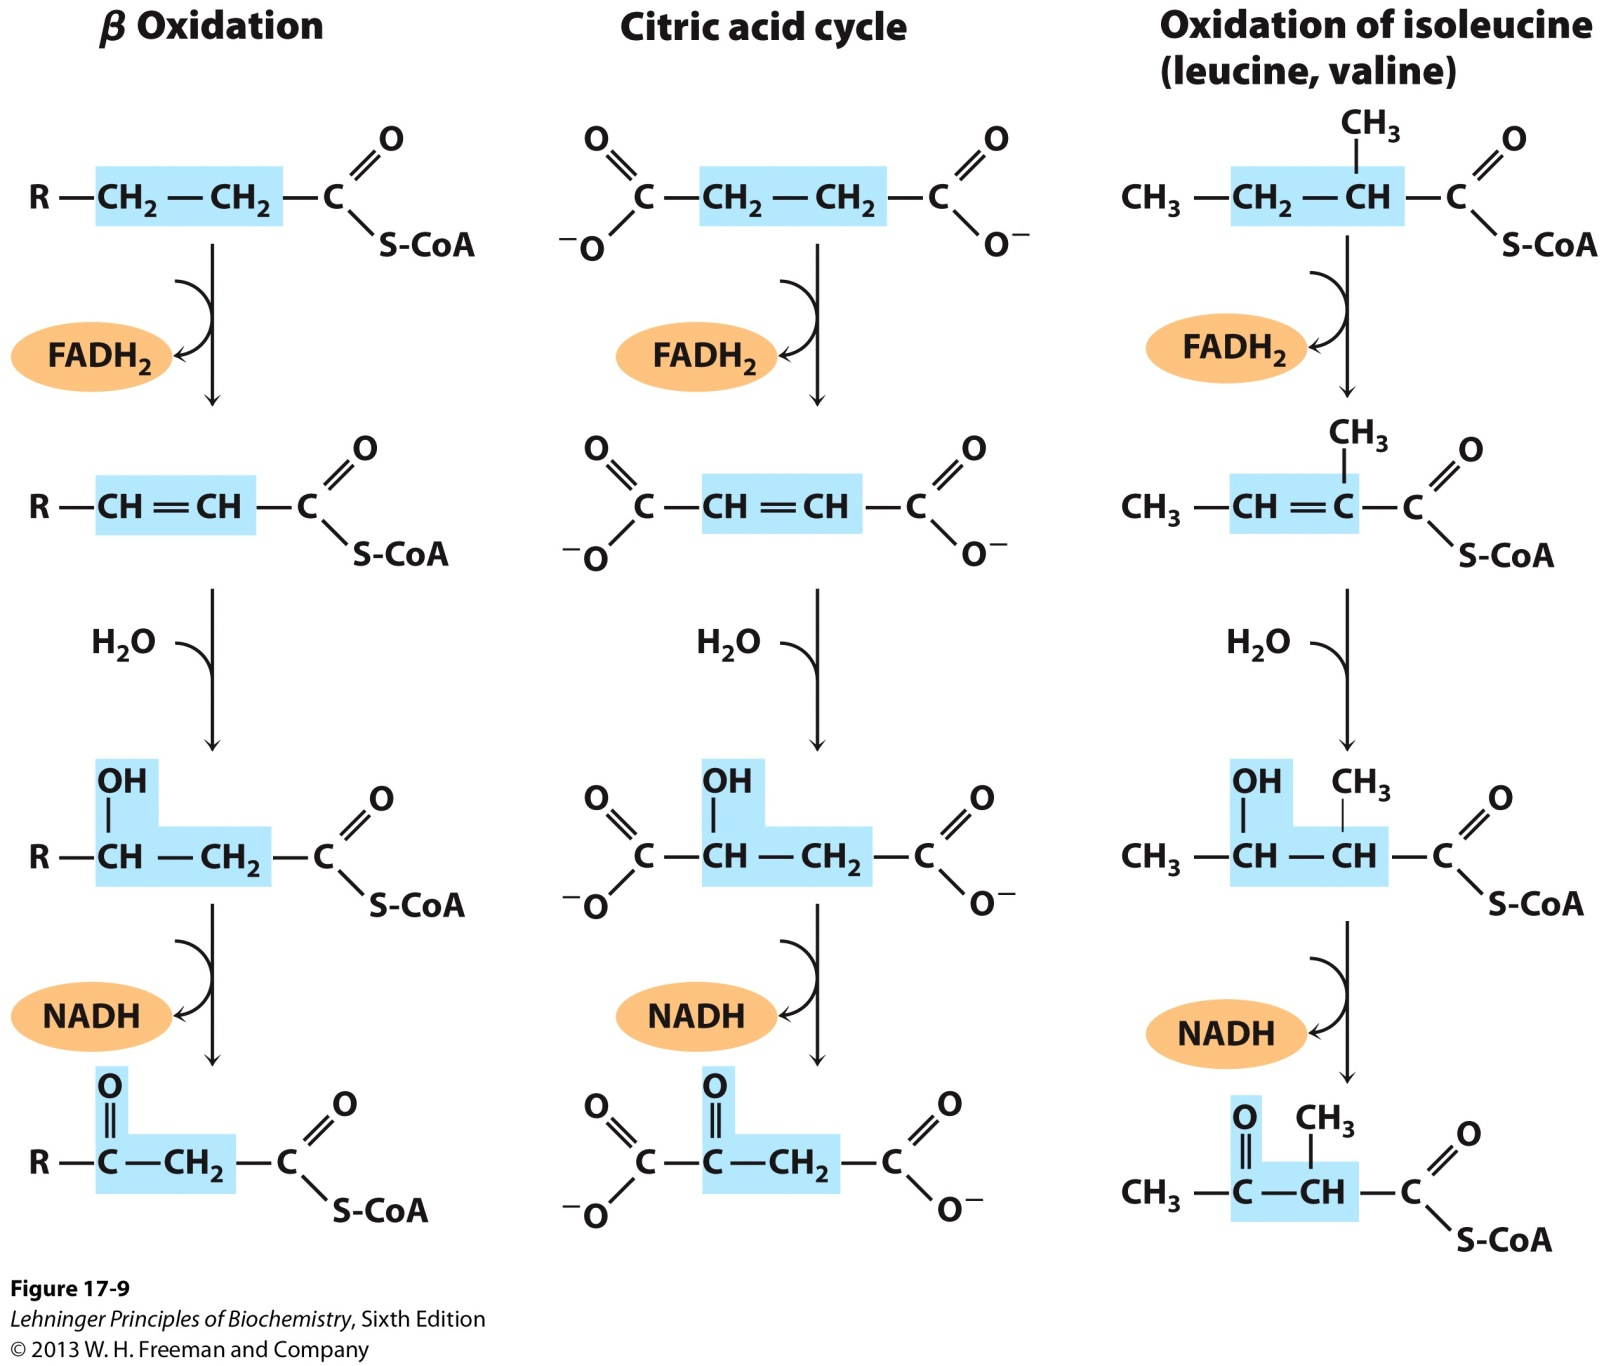 β Oxidation
Citric acid cycle
Oxidation of isoleucine
(leucine, valine)
R—CH₂—CH₂—C
O
S-CoA
O
C—CH₂—CH₂—C
⁻O
O
O⁻
CH₃
CH₃—CH₂—CH—C
O
S-CoA
FADH₂
FADH₂
FADH₂
R—CH=CH—C
O
S-CoA
O
C—CH=CH—C
⁻O
O
O⁻
CH₃
CH₃—CH=C—C
O
S-CoA
H₂O
H₂O
H₂O
OH
R—CH—CH₂—C
O
S-CoA
O
OH
C—CH—CH₂—C
⁻O
O
O⁻
OH
CH₃
CH₃—CH—CH—C
O
S-CoA
NADH
NADH
NADH
O
R—C—CH₂—C
O
S-CoA
O
O
C—C—CH₂—C
⁻O
O
O⁻
O
CH₃
CH₃—C—CH—C
O
S-CoA
Figure 17-9
Lehninger Principles of Biochemistry, Sixth Edition
© 2013 W. H. Freeman and Company